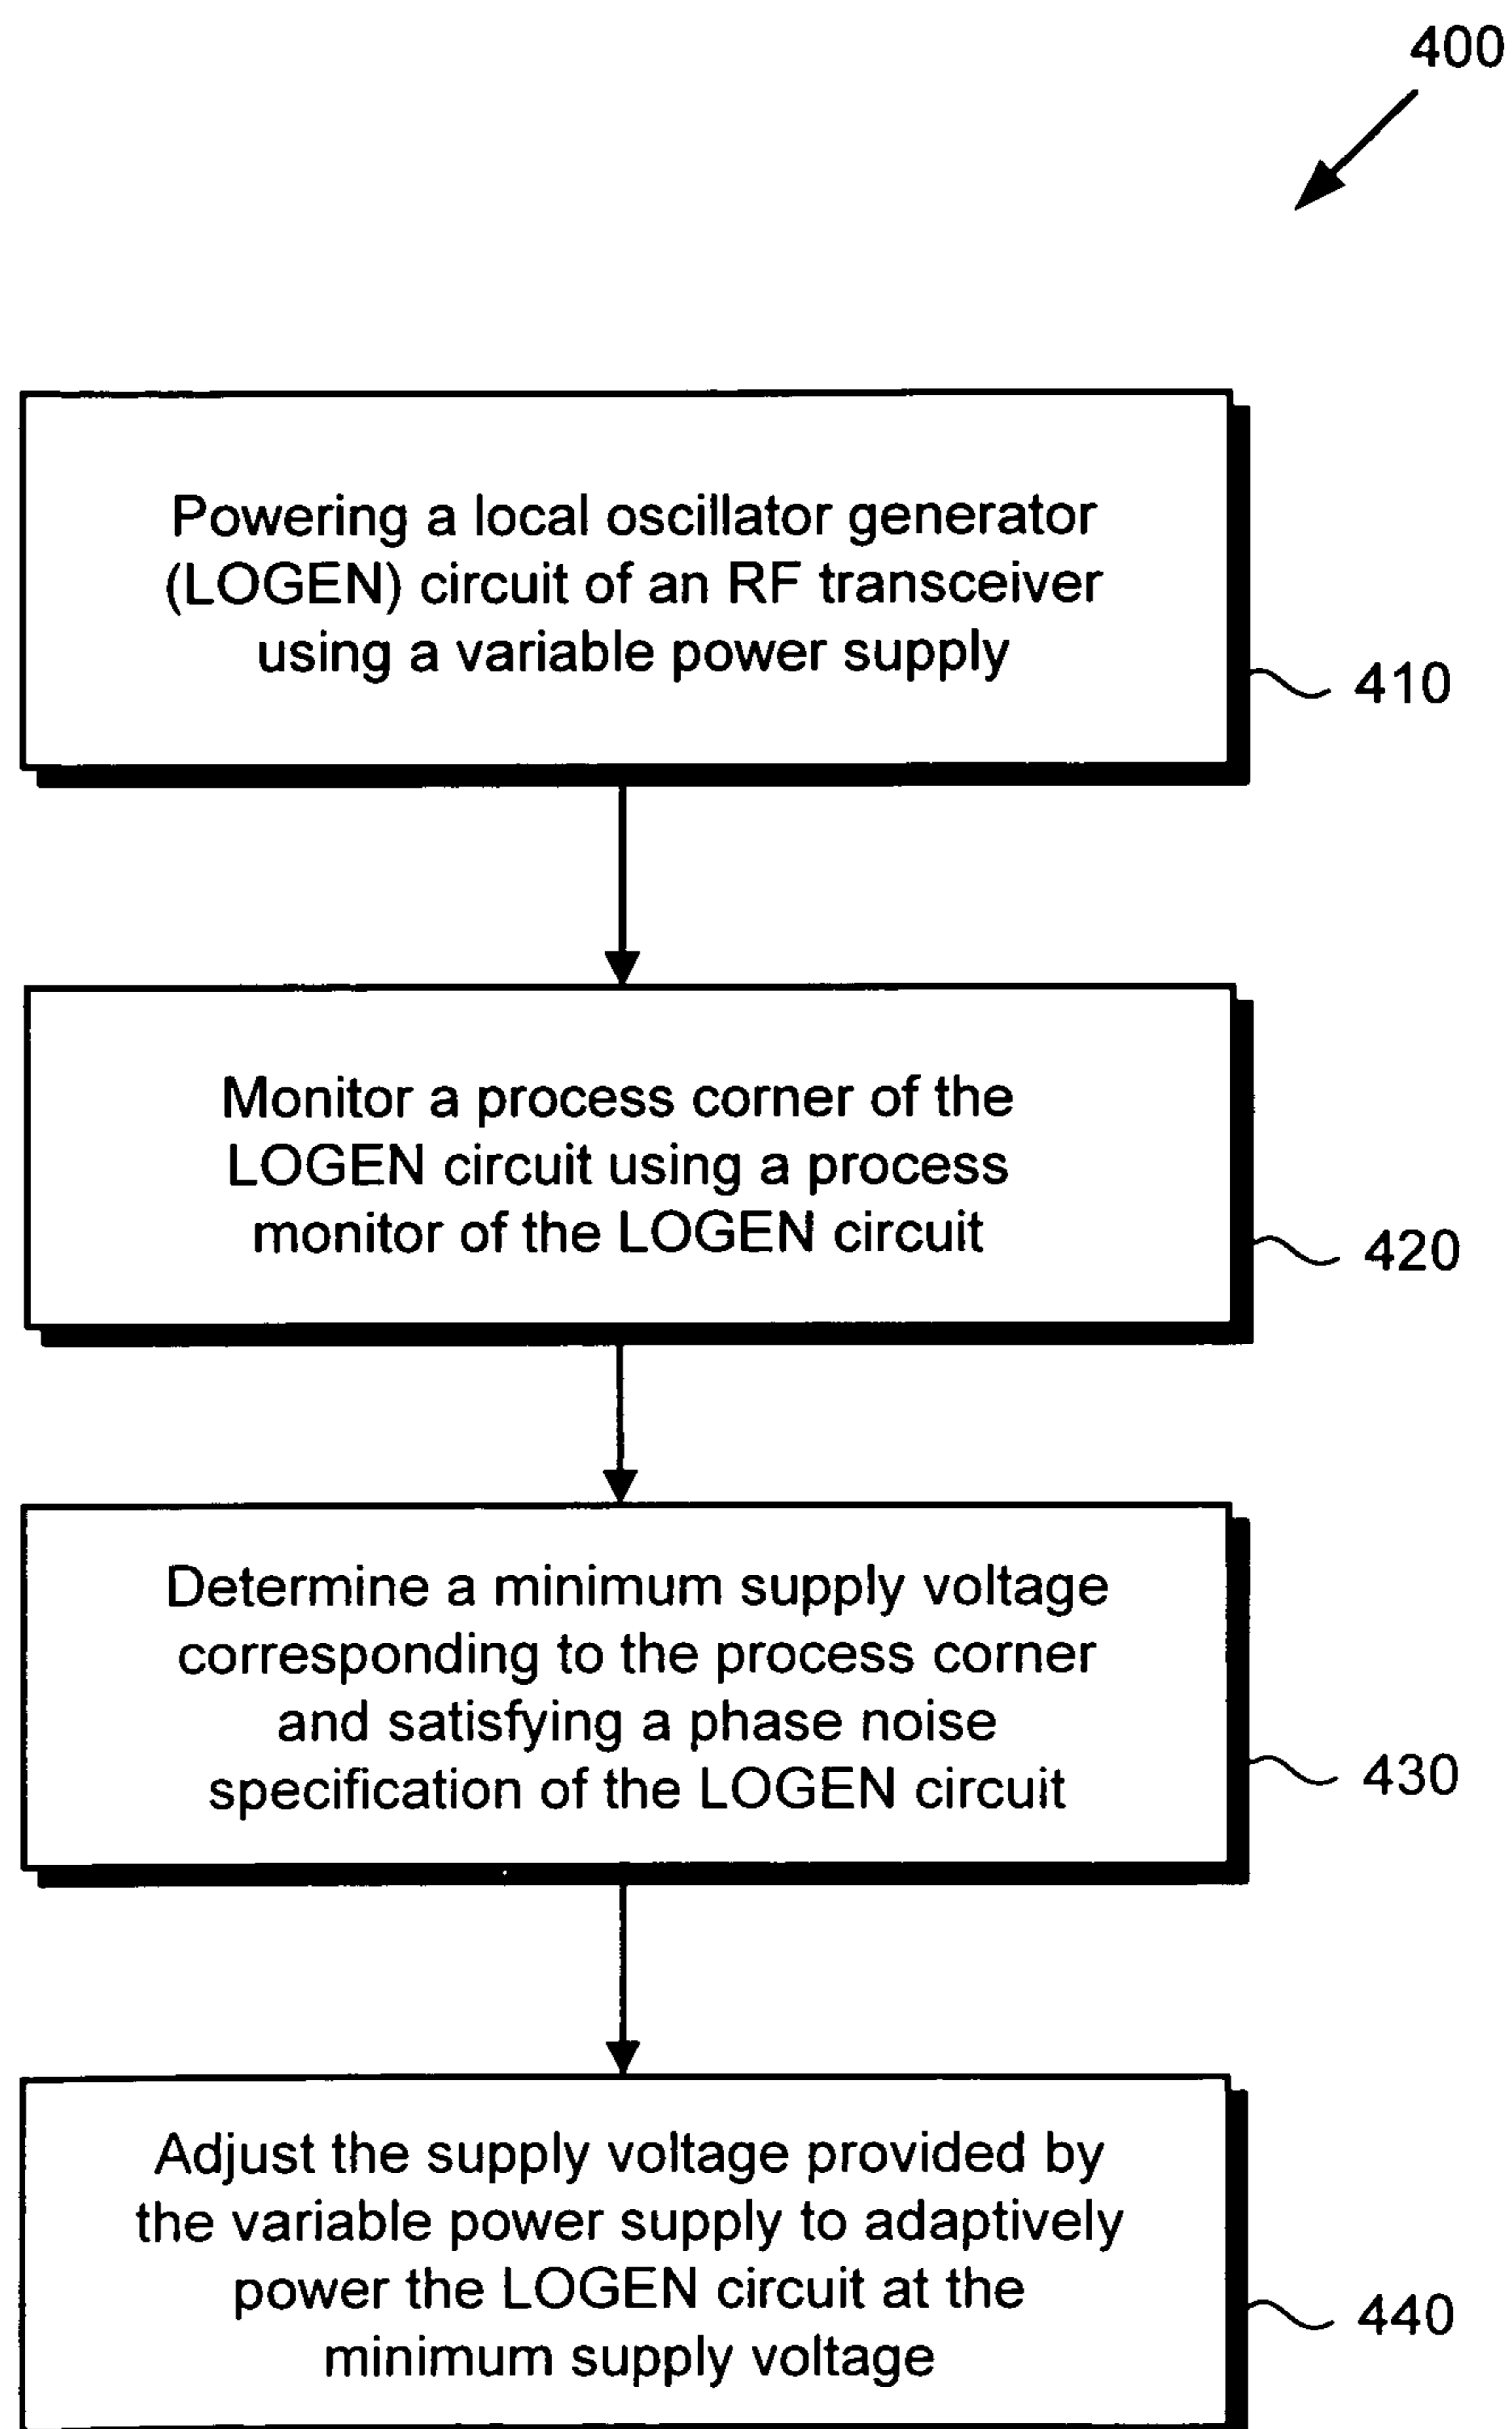 400
Powering a local oscillator generator
(LOGEN) circuit of an RF transceiver
using a variable power supply
410
Monitor a process corner of the
LOGEN circuit using a process
monitor of the LOGEN circuit
420
Determine a minimum supply voltage
corresponding to the process corner
and satisfying a phase noise
specification of the LOGEN circuit
430
Adjust the supply voltage provided by
the variable power supply to adaptively
power the LOGEN circuit at the
minimum supply voltage
440